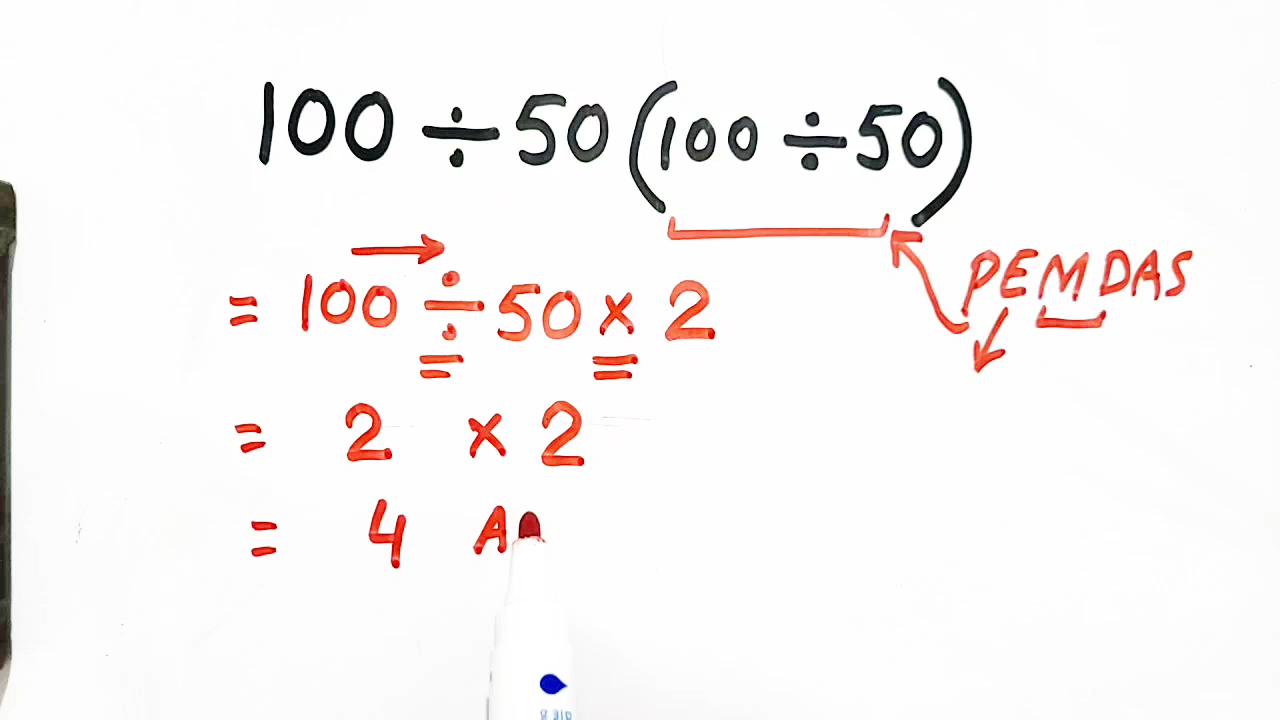 100 ÷ 50 (100 ÷ 50)
PEMDAS
= 100 ÷ 50 × 2
= 2 × 2
= 4 A